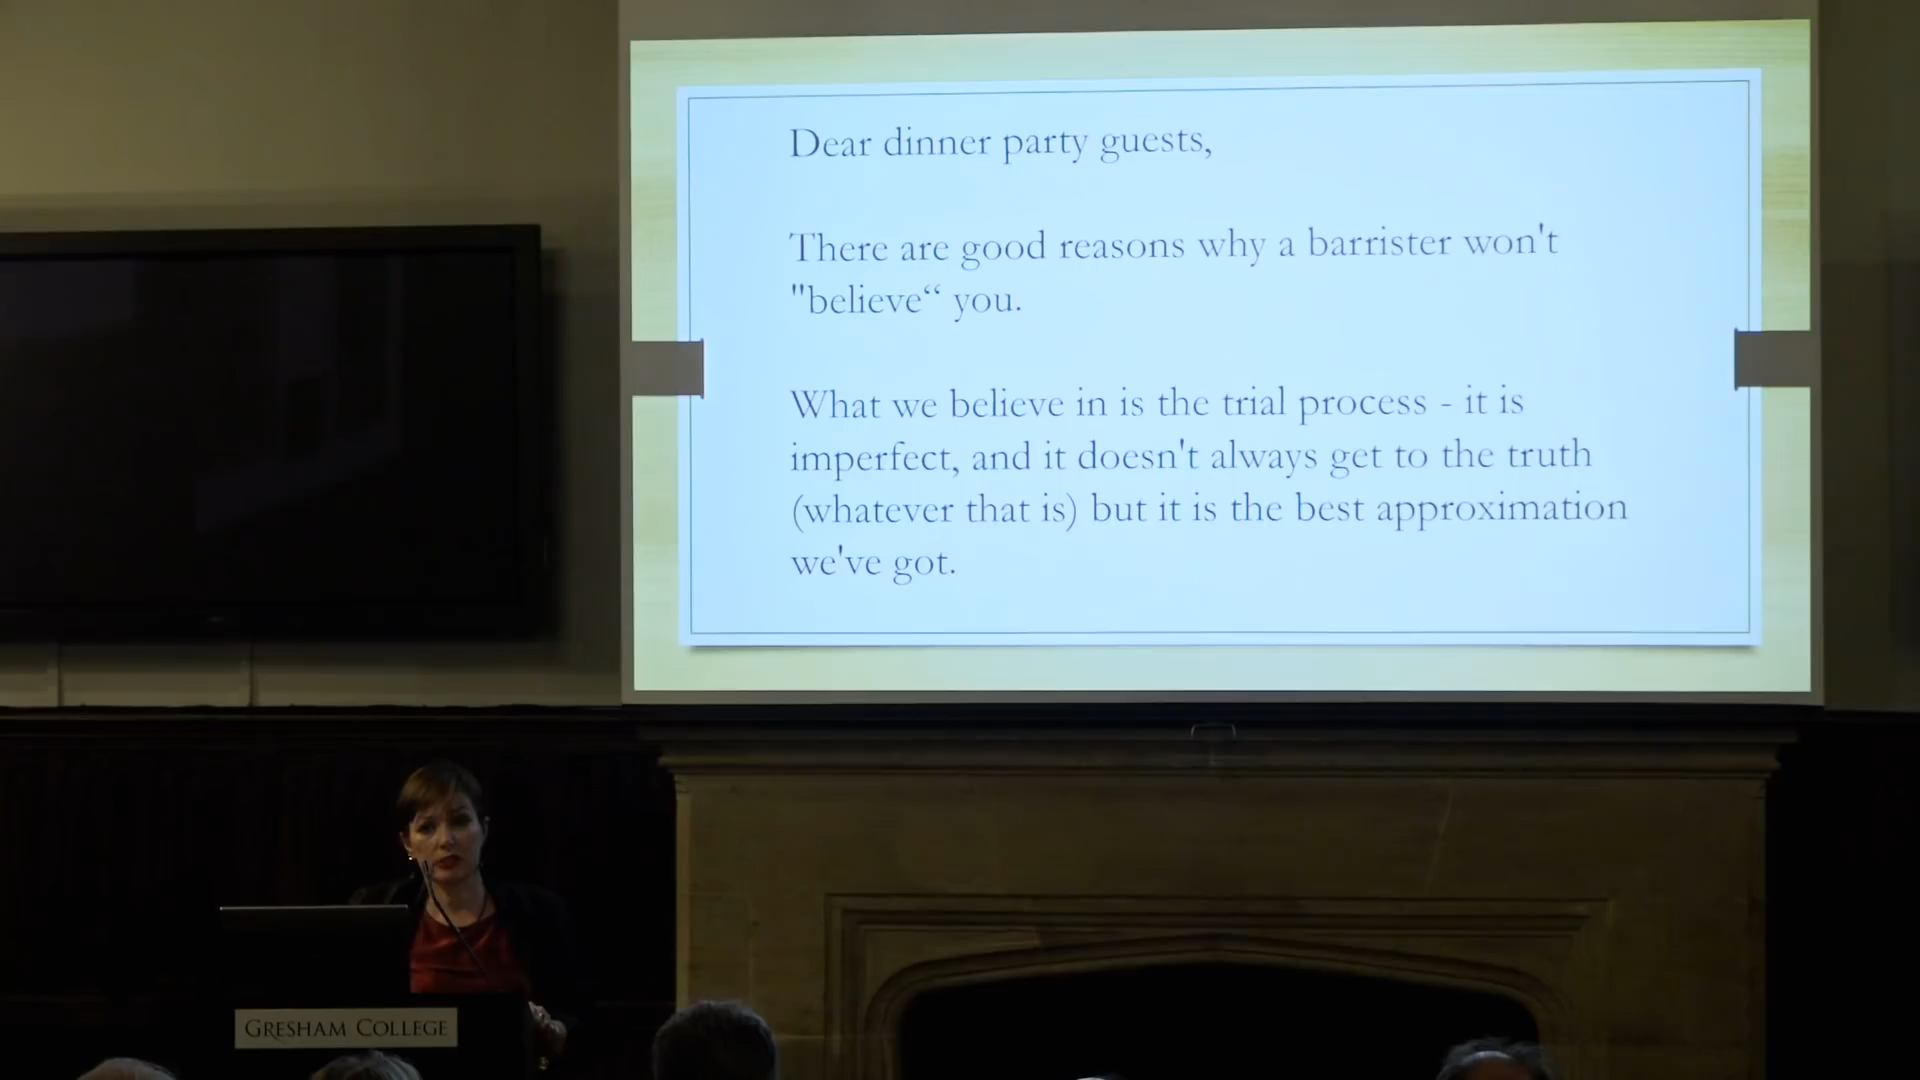 Dear dinner party guests,
There are good reasons why a barrister won't
"believe“ you.
What we believe in is the trial process - it is
imperfect, and it doesn't always get to the truth
(whatever that is) but it is the best approximation
we've got.
GRESHAM COLLEGE